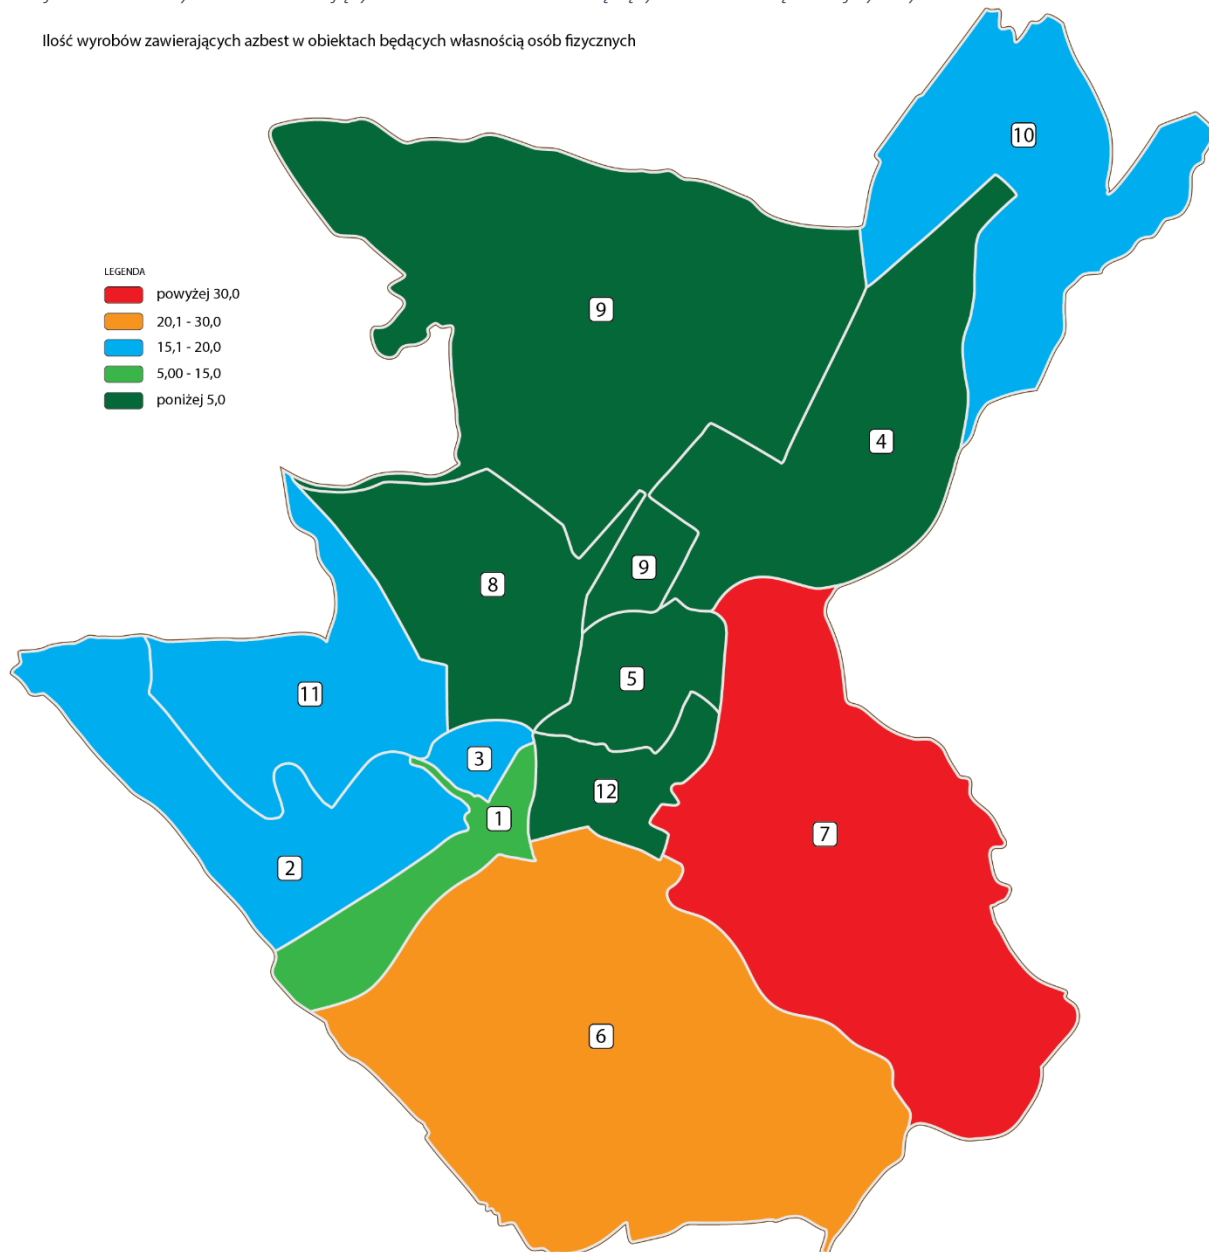 Ilość wyrobów zawierających azbest w obiektach będących własnością osób fizycznych
10
LEGENDA
powyżej 30,0
20,1 - 30,0
15,1 - 20,0
5,00 - 15,0
poniżej 5,0
9
4
9
8
5
11
3
12
1
7
2
6